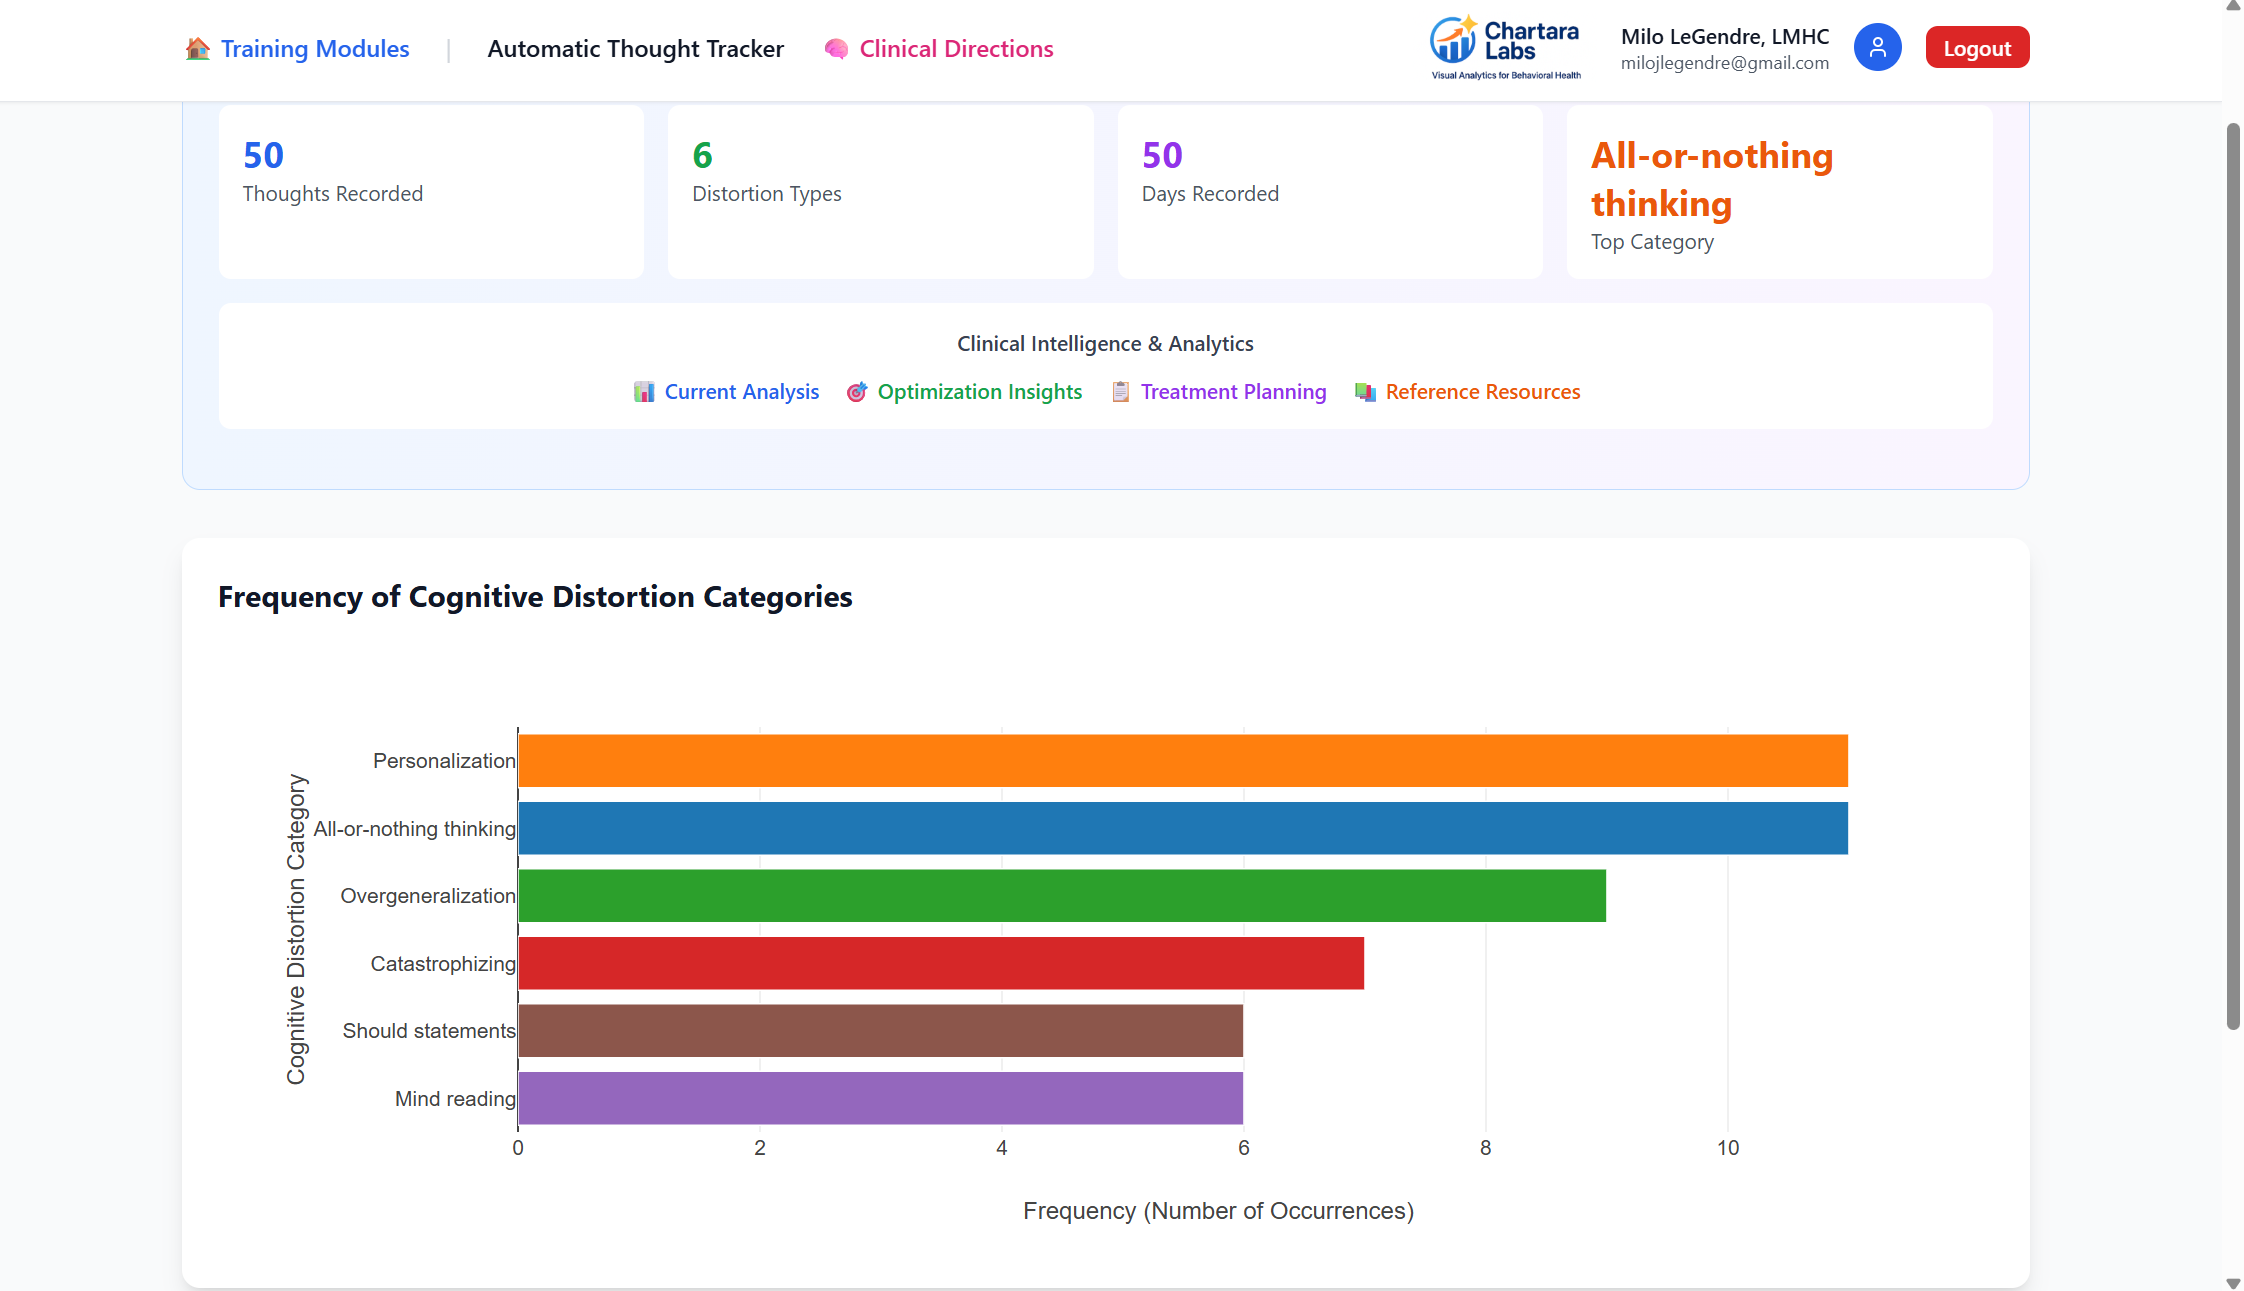 Training Modules
|
Automatic Thought Tracker
Clinical Directions
Chartara
Labs
Visual Analytics for Behavioral Health
Milo LeGendre, LMHC
milojlegendre@gmail.com
Logout
50
Thoughts Recorded
6
Distortion Types
50
Days Recorded
All-or-nothing
thinking
Top Category
Clinical Intelligence & Analytics
Current Analysis
Optimization Insights
Treatment Planning
Reference Resources
Frequency of Cognitive Distortion Categories
Cognitive Distortion Category
Personalization
All-or-nothing thinking
Overgeneralization
Catastrophizing
Should statements
Mind reading
0 2 4 6 8 10
Frequency (Number of Occurrences)